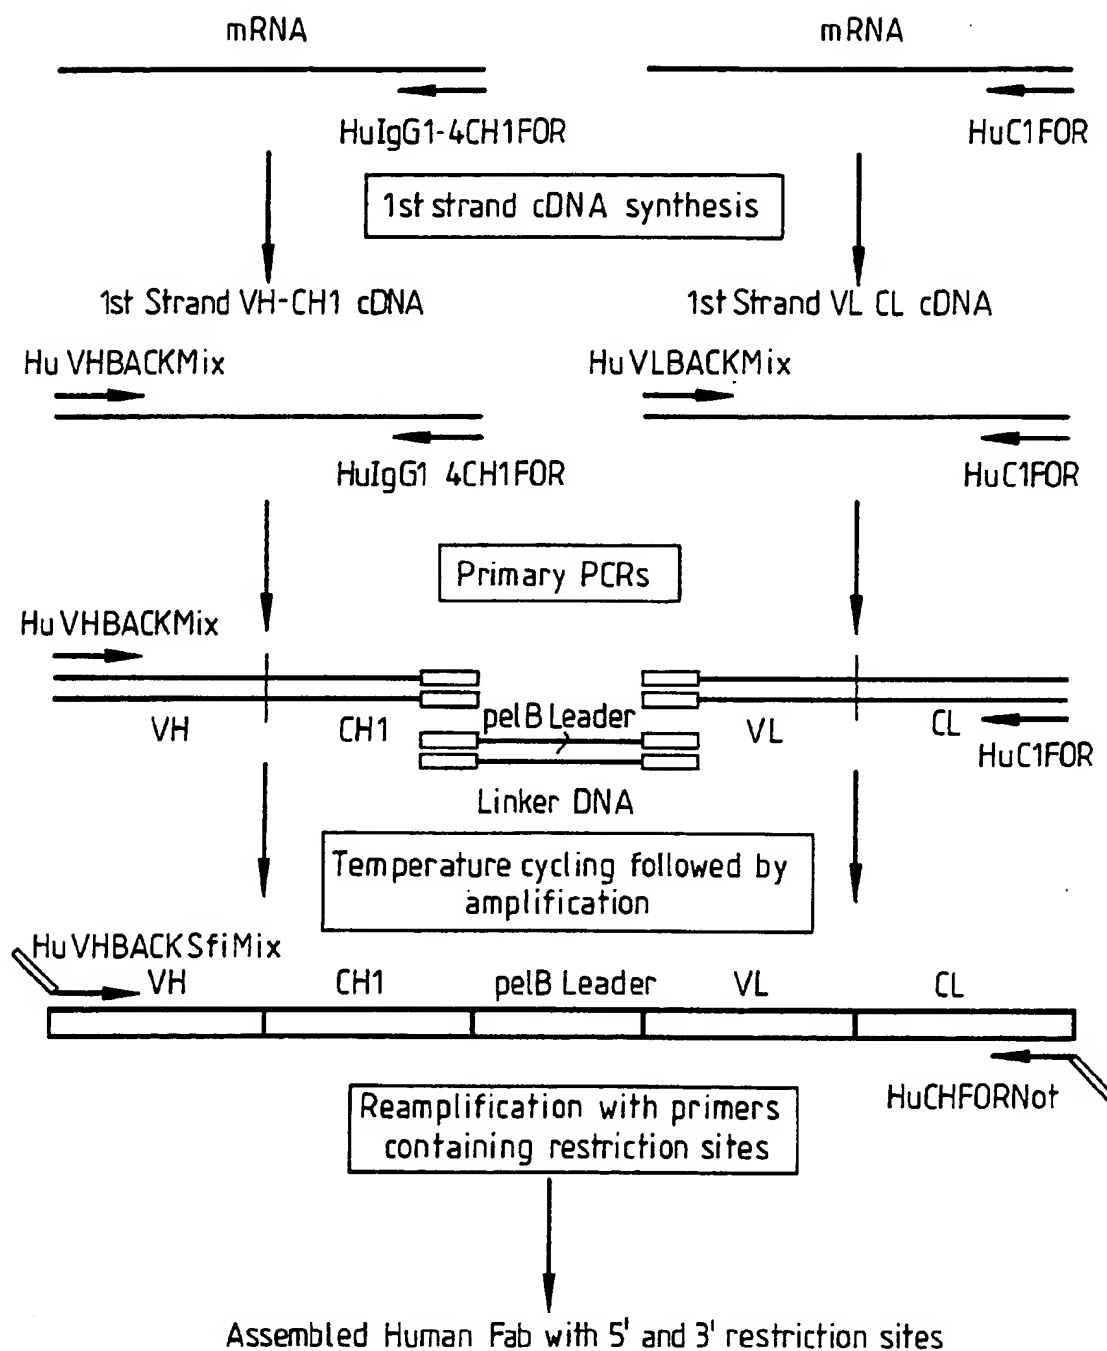 mRNA
mRNA
HuIgG1-4CH1FOR
HuC1FOR
1st strand cDNA synthesis
1st Strand VH-CH1 cDNA
1st Strand VL CL cDNA
Hu VHBACKMix
Hu VLBACKMix
HuIgG1 4CH1FOR
HuC1FOR
Primary PCRs
Hu VHBACKMix
VH
CH1
pelB Leader
VL
CL
HuC1FOR
Linker DNA
Temperature cycling followed by
amplification
Hu VHBACK SfiMix
VH
CH1
pelB Leader
VL
CL
HuCHFORNot
Reamplification with primers
containing restriction sites
Assembled Human Fab with 5' and 3' restriction sites